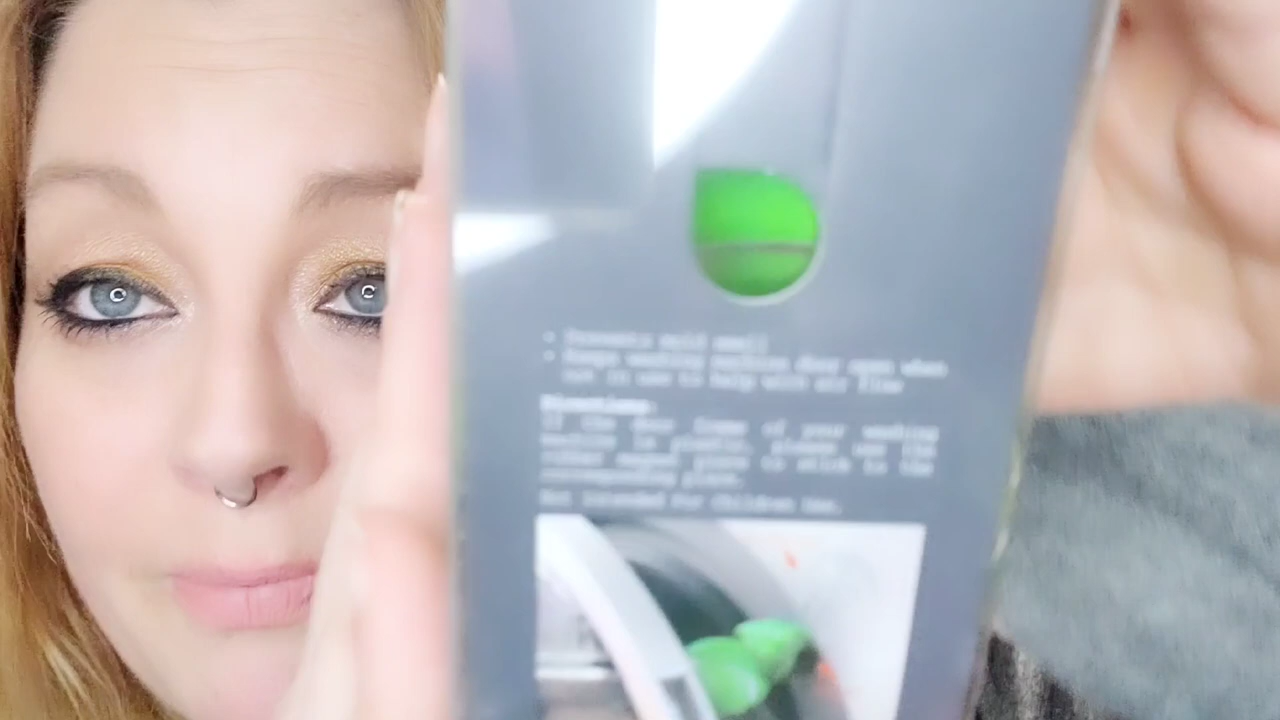 • Prevents mold smell
• Keeps washing machine door open when
not in use to help with air flow
Directions:
If the door frame of your washing
machine is plastic, please use the
rubber magnet piece to stick to the
corresponding place.
Not intended for children use.